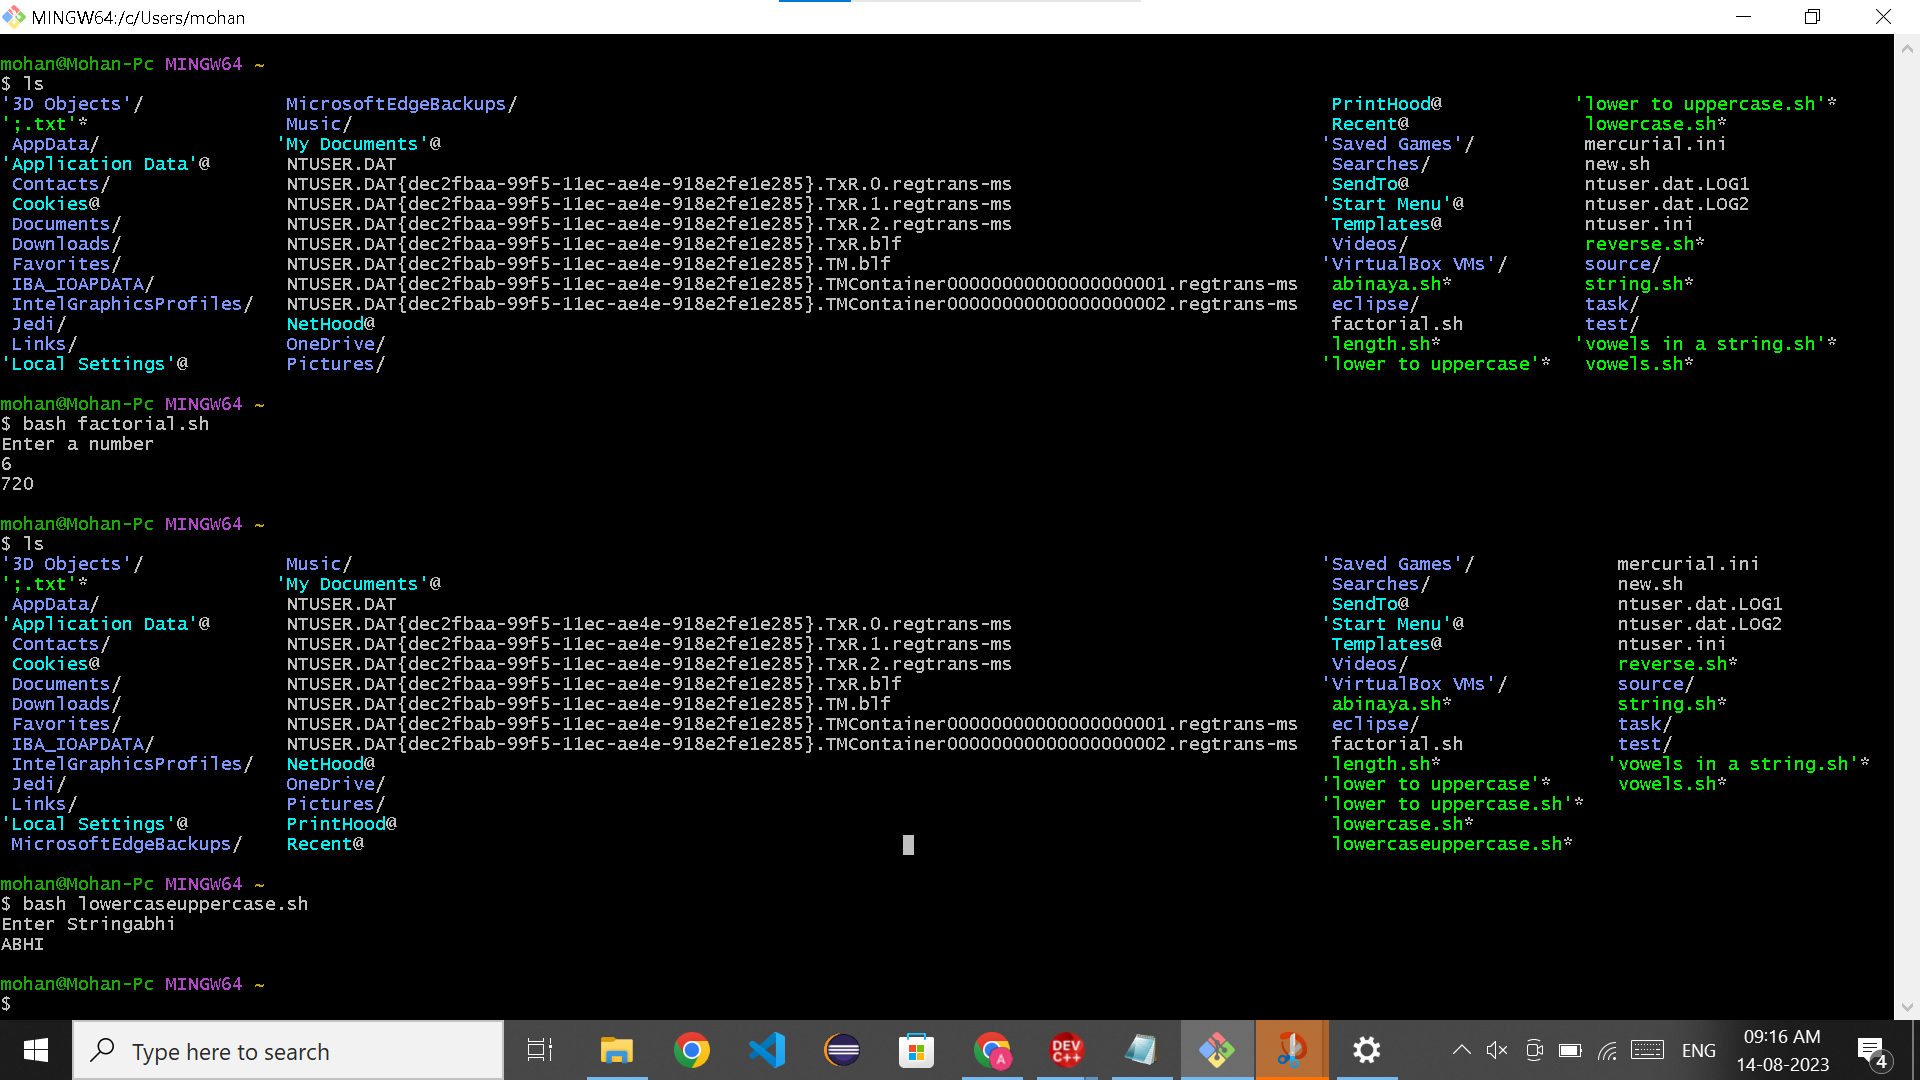 MINGW64:/c/Users/mohan
mohan@Mohan-Pc MINGW64 ~
$ ls
'3D Objects'/ MicrosoftEdgeBackups/ PrintHood@ 'lower to uppercase.sh'*
';.txt'* Music/ Recent@ lowercase.sh*
AppData/ 'My Documents'@ 'Saved Games'/ mercurial.ini
'Application Data'@ NTUSER.DAT Searches/ new.sh
Contacts/ NTUSER.DAT{dec2fbaa-99f5-11ec-ae4e-918e2fe1e285}.TxR.0.regtrans-ms SendTo@ ntuser.dat.LOG1
Cookies@ NTUSER.DAT{dec2fbaa-99f5-11ec-ae4e-918e2fe1e285}.TxR.1.regtrans-ms 'Start Menu'@ ntuser.dat.LOG2
Documents/ NTUSER.DAT{dec2fbaa-99f5-11ec-ae4e-918e2fe1e285}.TxR.2.regtrans-ms Templates@ ntuser.ini
Downloads/ NTUSER.DAT{dec2fbaa-99f5-11ec-ae4e-918e2fe1e285}.TxR.blf Videos/ reverse.sh*
Favorites/ NTUSER.DAT{dec2fbab-99f5-11ec-ae4e-918e2fe1e285}.TM.blf 'VirtualBox VMs'/ source/
IBA_IOAPDATA/ NTUSER.DAT{dec2fbab-99f5-11ec-ae4e-918e2fe1e285}.TMContainer00000000000000000001.regtrans-ms abinaya.sh* string.sh*
IntelGraphicsProfiles/ NTUSER.DAT{dec2fbab-99f5-11ec-ae4e-918e2fe1e285}.TMContainer00000000000000000002.regtrans-ms eclipse/ task/
Jedi/ NetHood@ factorial.sh test/
Links/ OneDrive/ length.sh* 'vowels in a string.sh'*
'Local Settings'@ Pictures/ 'lower to uppercase'* vowels.sh*
mohan@Mohan-Pc MINGW64 ~
$ bash factorial.sh
Enter a number
6
720
mohan@Mohan-Pc MINGW64 ~
$ ls
'3D Objects'/ Music/ 'Saved Games'/ mercurial.ini
';.txt'* 'My Documents'@ Searches/ new.sh
AppData/ NTUSER.DAT SendTo@ ntuser.dat.LOG1
'Application Data'@ NTUSER.DAT{dec2fbaa-99f5-11ec-ae4e-918e2fe1e285}.TxR.0.regtrans-ms 'Start Menu'@ ntuser.dat.LOG2
Contacts/ NTUSER.DAT{dec2fbaa-99f5-11ec-ae4e-918e2fe1e285}.TxR.1.regtrans-ms Templates@ ntuser.ini
Cookies@ NTUSER.DAT{dec2fbaa-99f5-11ec-ae4e-918e2fe1e285}.TxR.2.regtrans-ms Videos/ reverse.sh*
Documents/ NTUSER.DAT{dec2fbaa-99f5-11ec-ae4e-918e2fe1e285}.TxR.blf 'VirtualBox VMs'/ source/
Downloads/ NTUSER.DAT{dec2fbab-99f5-11ec-ae4e-918e2fe1e285}.TM.blf abinaya.sh* string.sh*
Favorites/ NTUSER.DAT{dec2fbab-99f5-11ec-ae4e-918e2fe1e285}.TMContainer00000000000000000001.regtrans-ms eclipse/ task/
IBA_IOAPDATA/ NTUSER.DAT{dec2fbab-99f5-11ec-ae4e-918e2fe1e285}.TMContainer00000000000000000002.regtrans-ms factorial.sh test/
IntelGraphicsProfiles/ NetHood@ length.sh* 'vowels in a string.sh'*
Jedi/ OneDrive/ 'lower to uppercase'* vowels.sh*
Links/ Pictures/ 'lower to uppercase.sh'*
'Local Settings'@ PrintHood@ lowercase.sh*
MicrosoftEdgeBackups/ Recent@ lowercaseuppercase.sh*
mohan@Mohan-Pc MINGW64 ~
$ bash lowercaseuppercase.sh
Enter Stringabhi
ABHI
mohan@Mohan-Pc MINGW64 ~
$
Type here to search
A
DEV C++
ENG
09:16 AM
14-08-2023
4